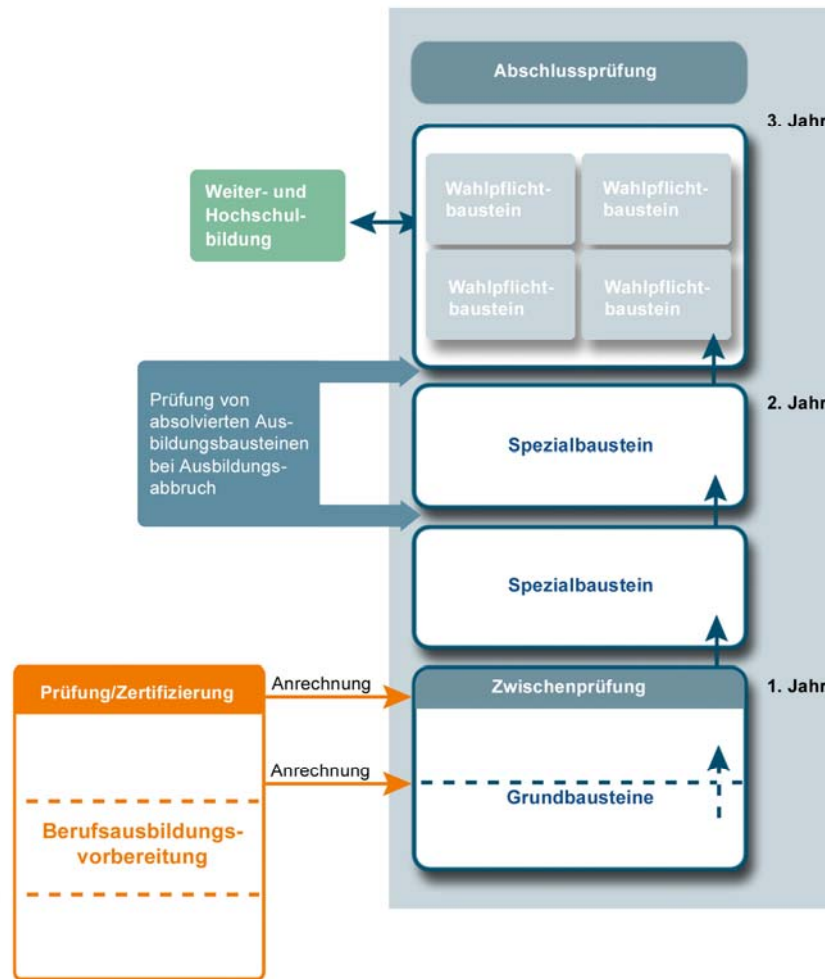 Abschlussprüfung
3. Jahr
Wahlpflicht-
baustein
Wahlpflicht-
baustein
Weiter- und
Hochschul-
bildung
Wahlpflicht-
baustein
Wahlpflicht-
baustein
Prüfung von
absolvierten Aus-
bildungsbausteinen
bei Ausbildungs-
abbruch
2. Jahr
Spezialbaustein
Spezialbaustein
Prüfung/Zertifizierung
Anrechnung
Zwischenprüfung
1. Jahr
Anrechnung
Grundbausteine
Berufsausbildungs-
vorbereitung